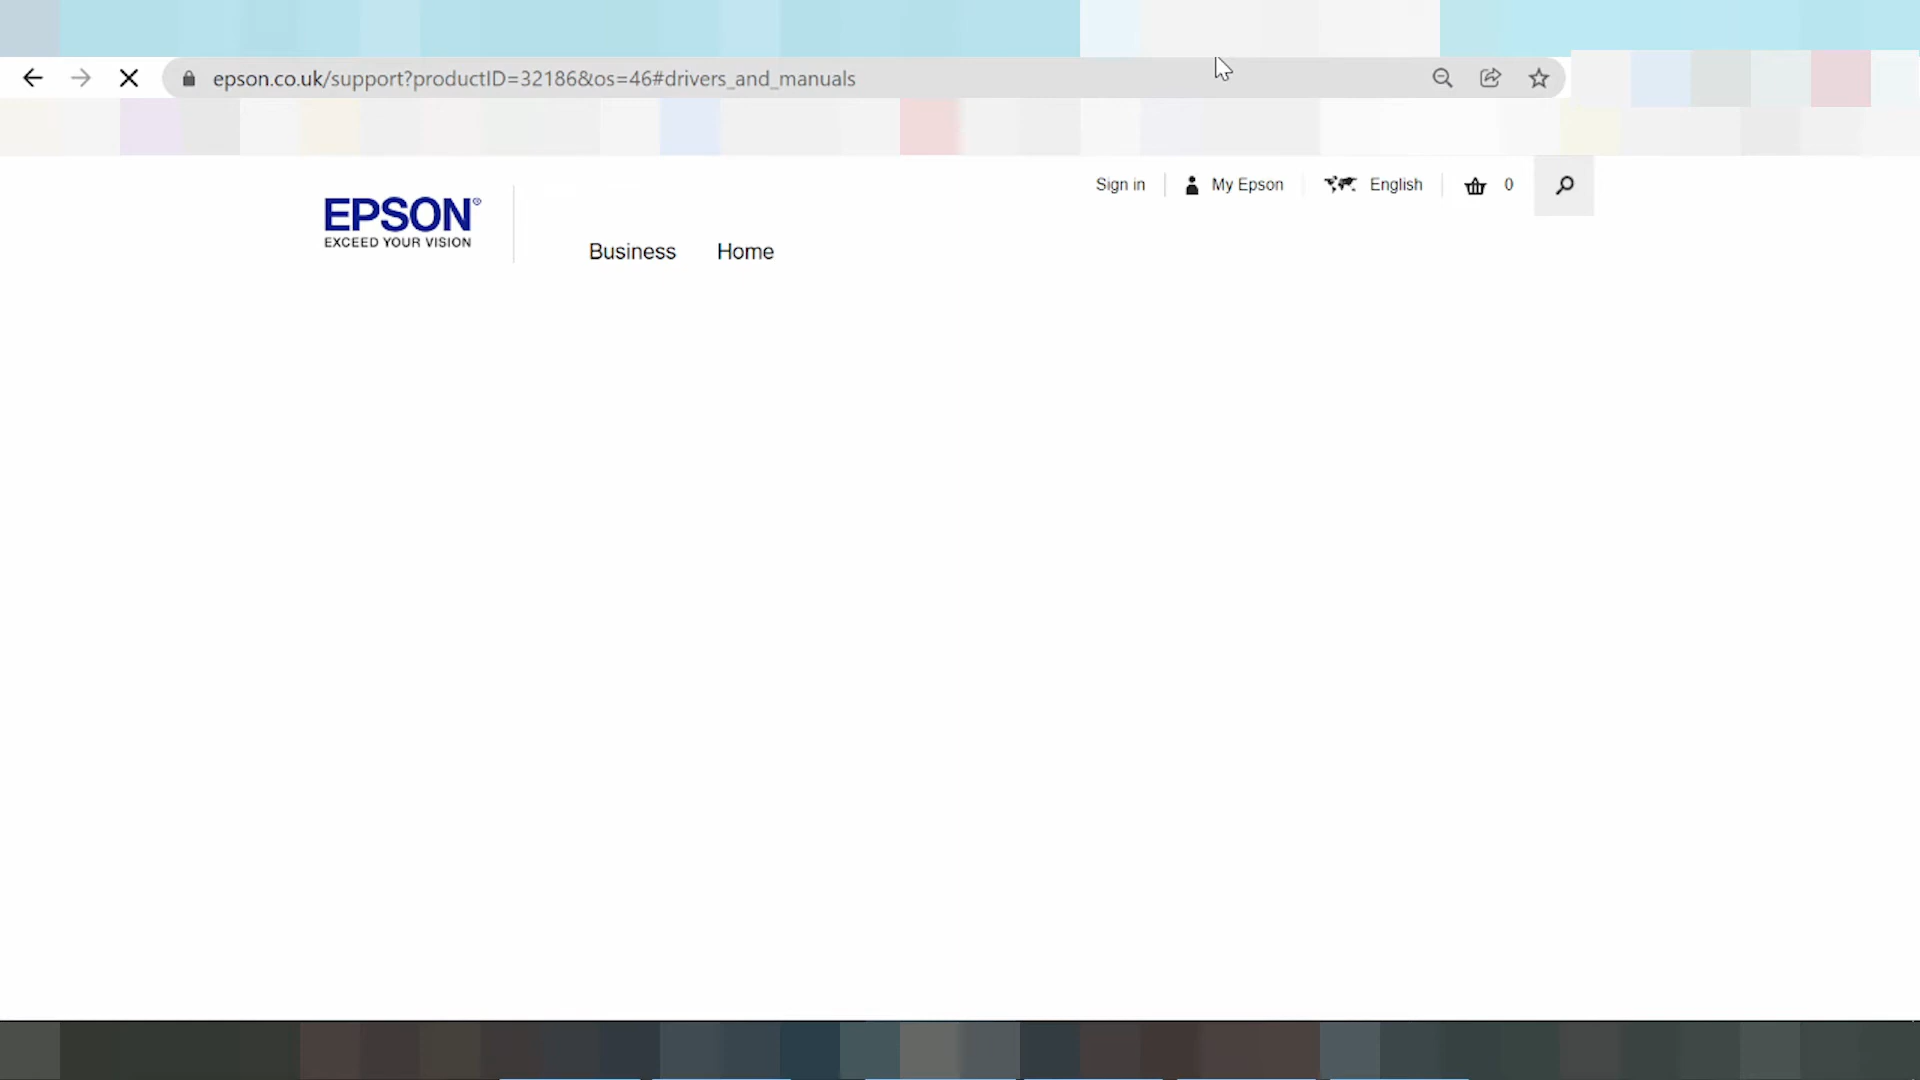 epson.co.uk/support?productID=32186&os=46#drivers_and_manuals
Sign in
My Epson
English
0
EPSON®
EXCEED YOUR VISION
Business
Home